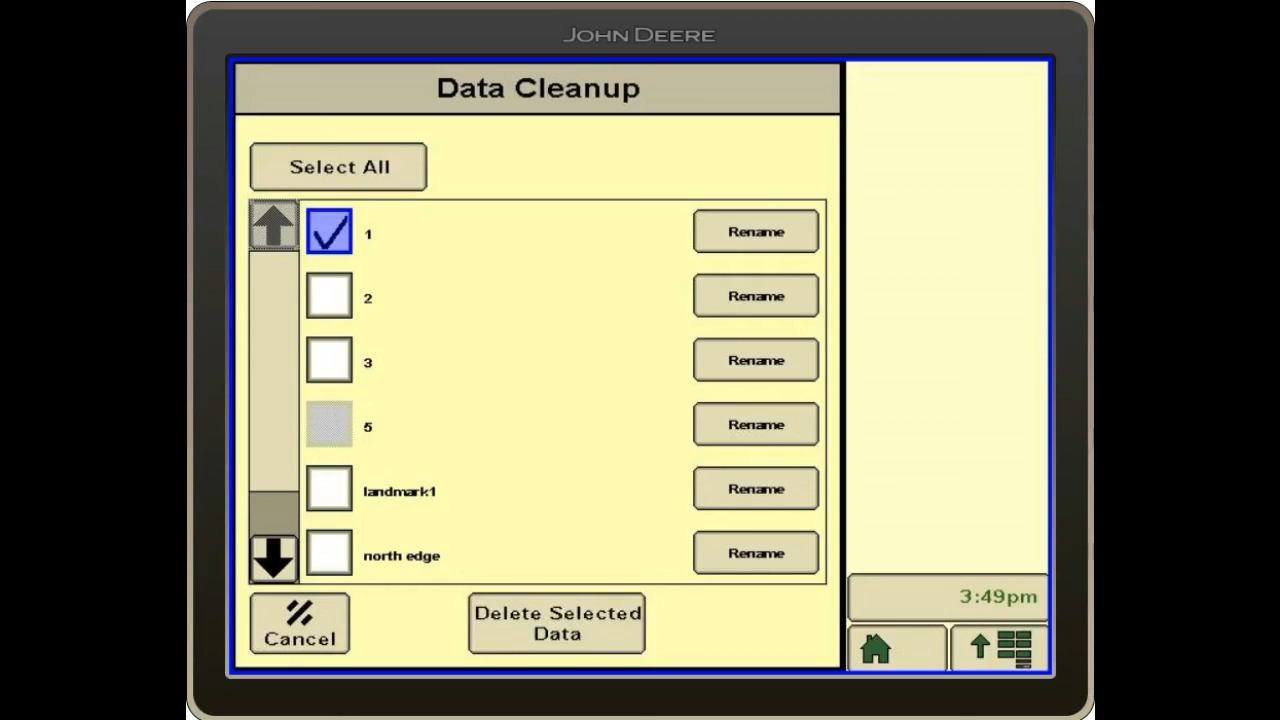 JOHN DEERE
Data Cleanup
Select All
1
Rename
2
Rename
3
Rename
5
Rename
landmark1
Rename
north edge
Rename
Cancel
Delete Selected
Data
3:49pm